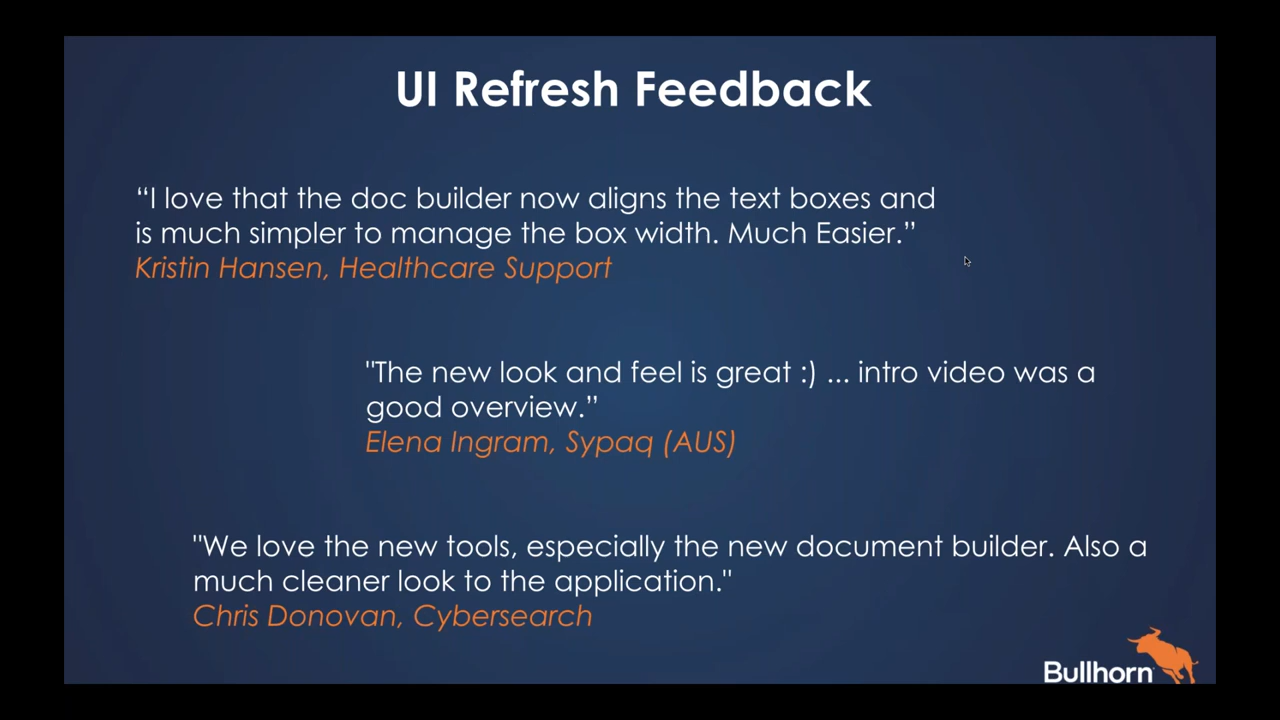 UI Refresh Feedback
“I love that the doc builder now aligns the text boxes and
is much simpler to manage the box width. Much Easier.”
Kristin Hansen, Healthcare Support
"The new look and feel is great :) ... intro video was a
good overview.”
Elena Ingram, Sypaq (AUS)
"We love the new tools, especially the new document builder. Also a
much cleaner look to the application."
Chris Donovan, Cybersearch
Bullhorn